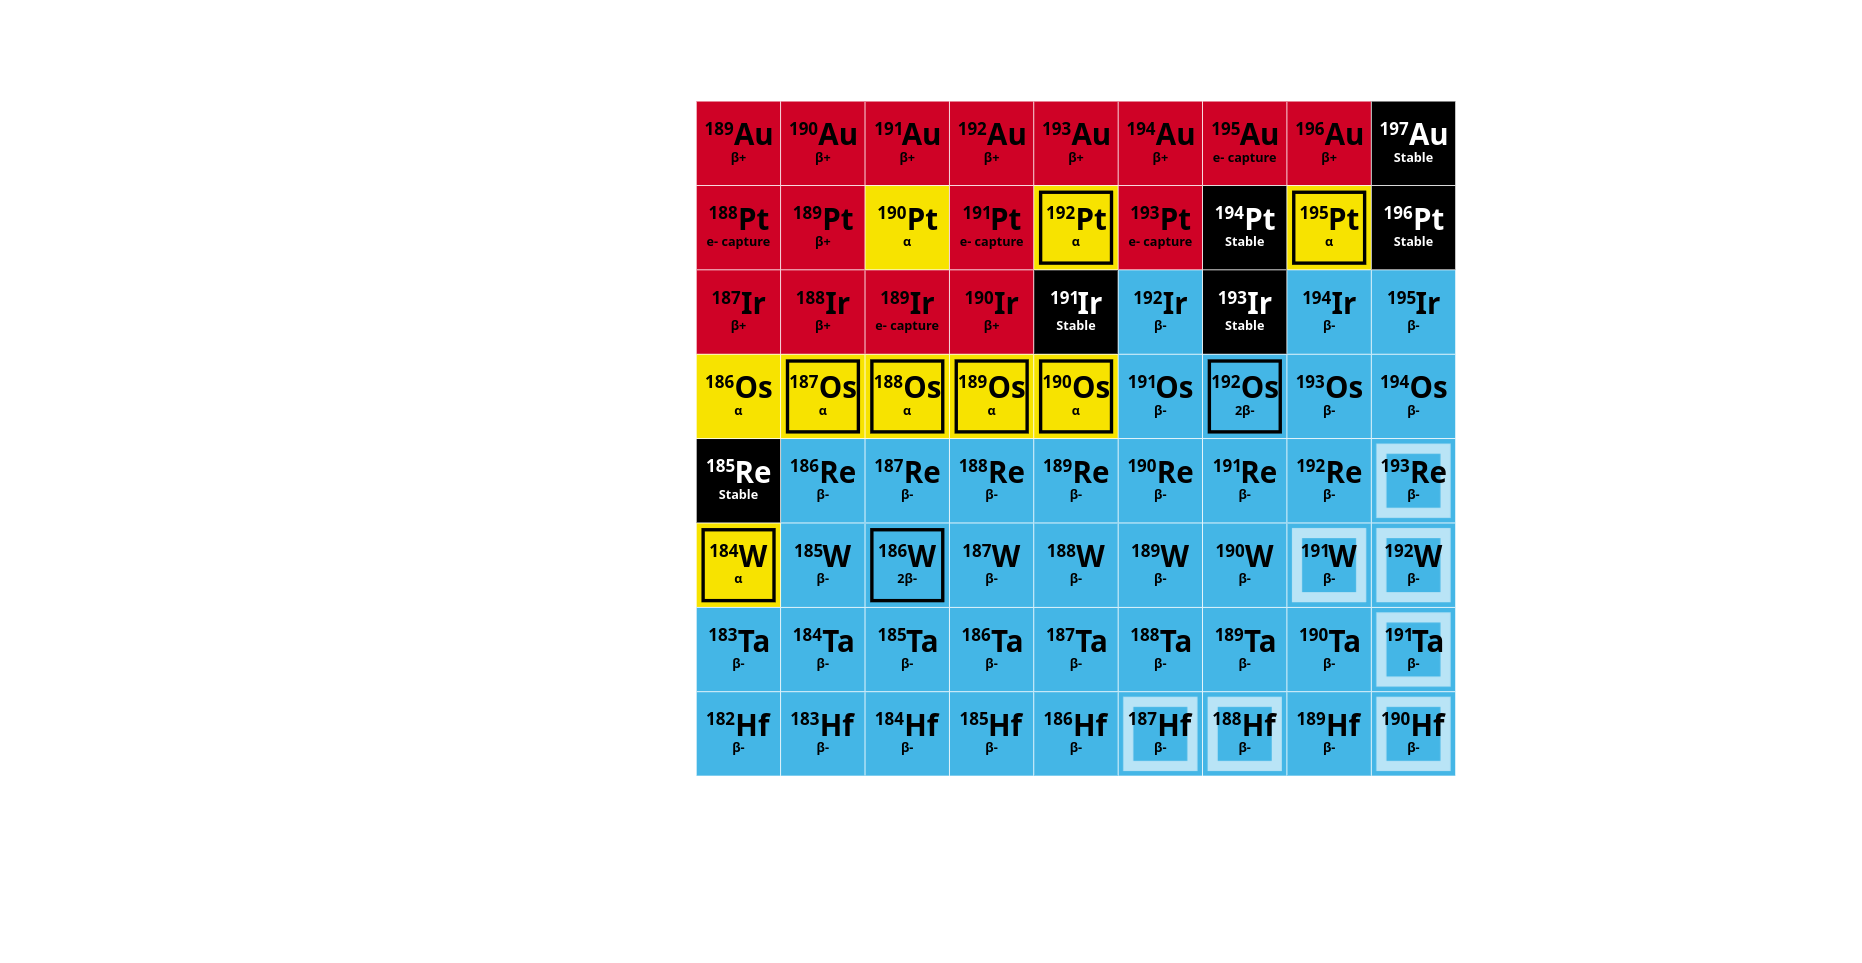 189Au 190Au 191Au 192Au 193Au 194Au 195Au 196Au 197Au
β+ β+ β+ β+ β+ β+ e- capture β+ Stable
188Pt 189Pt 190Pt 191Pt 192Pt 193Pt 194Pt 195Pt 196Pt
e- capture β+ α e- capture α e- capture Stable α Stable
187Ir 188Ir 189Ir 190Ir 191Ir 192Ir 193Ir 194Ir 195Ir
β+ β+ e- capture β+ Stable β- Stable β- β-
186Os 187Os 188Os 189Os 190Os 191Os 192Os 193Os 194Os
α α α α α β- 2β- β- β-
185Re 186Re 187Re 188Re 189Re 190Re 191Re 192Re 193Re
Stable β- β- β- β- β- β- β- β-
184W 185W 186W 187W 188W 189W 190W 191W 192W
α β- 2β- β- β- β- β- β- β-
183Ta 184Ta 185Ta 186Ta 187Ta 188Ta 189Ta 190Ta 191Ta
β- β- β- β- β- β- β- β- β-
182Hf 183Hf 184Hf 185Hf 186Hf 187Hf 188Hf 189Hf 190Hf
β- β- β- β- β- β- β- β- β-